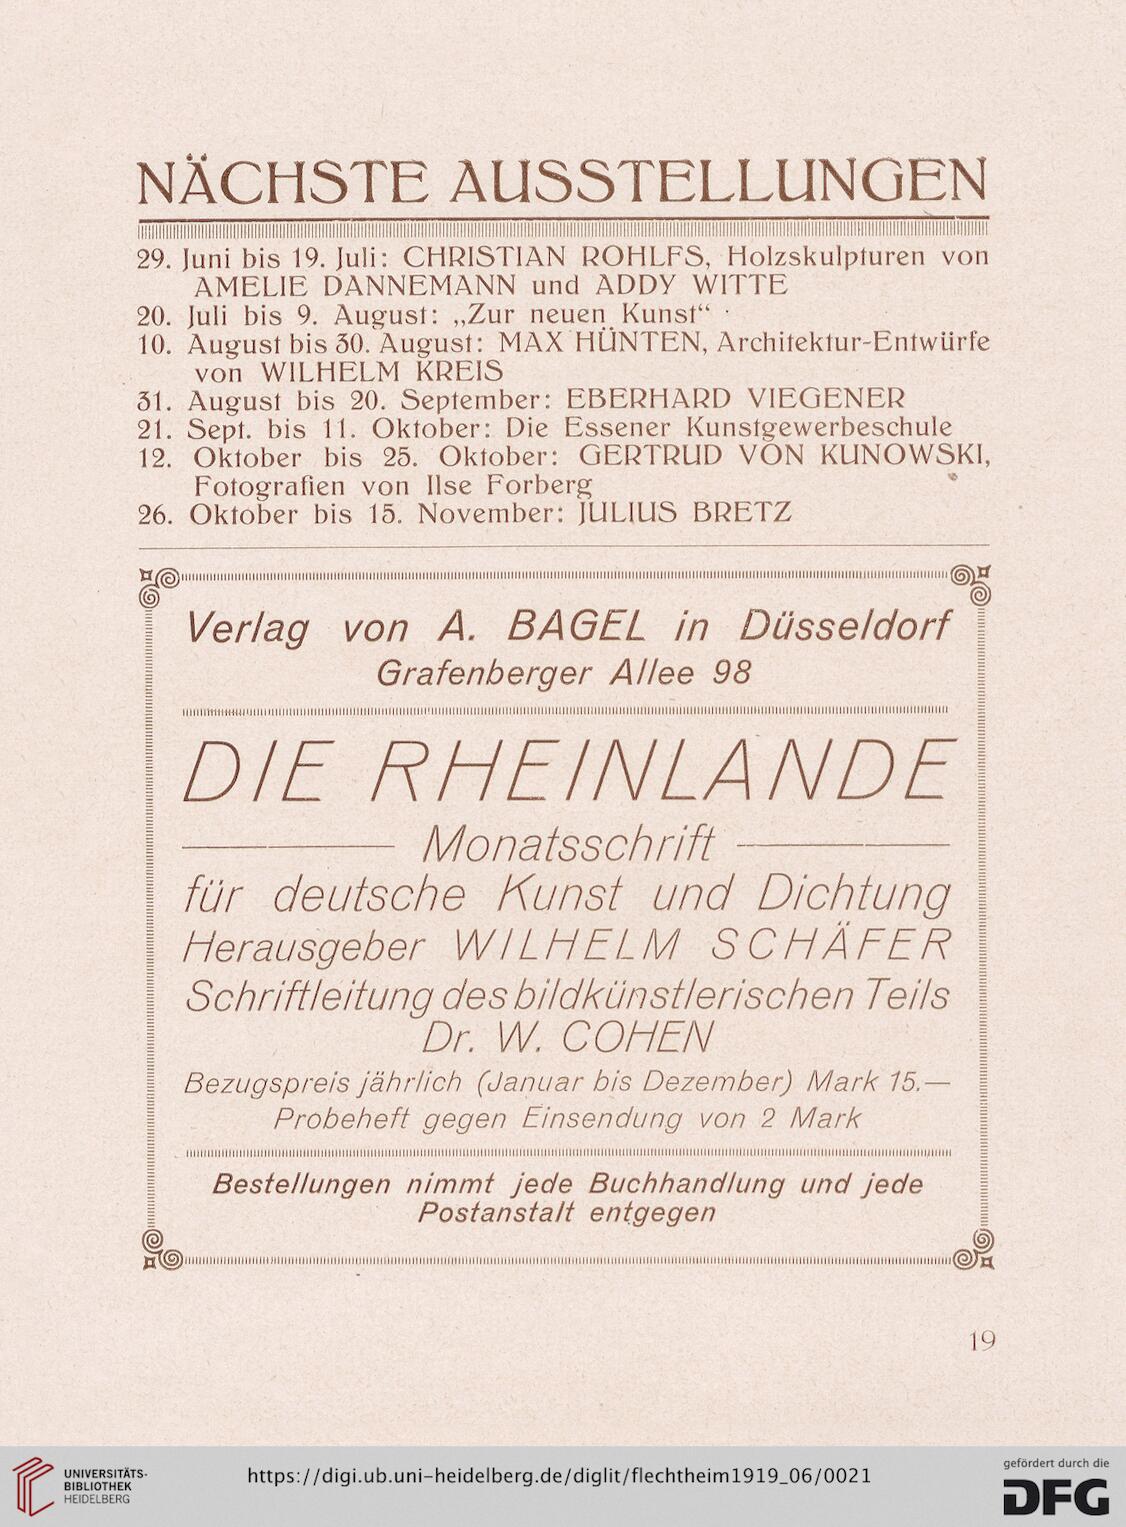 NÄCHSTE AUSSTELLUNGEN
29. Juni bis 19. Juli: CHRISTIAN ROHLFS, Holzskulpturen von
AMELIE DANNEMANN und ADDY WITTE
20. Juli bis 9. August: „Zur neuen Kunst“
10. August bis 30. August: MAX HÜNTEN, Architektur-Entwürfe
von WILHELM KREIS
31. August bis 20. September: EBERHARD VIEGENER
21. Sept. bis 11. Oktober: Die Essener Kunstgewerbeschule
12. Oktober bis 25. Oktober: GERTRUD VON KUNOWSKI,
Fotografien von Ilse Forberg
26. Oktober bis 15. November: JULIUS BRETZ
Verlag von A. BAGEL in Düsseldorf
Grafenberger Allee 98
DIE RHEINLANDE
Monatsschrift
für deutsche Kunst und Dichtung
Herausgeber WILHELM SCHÄFER
Schriftleitung des bildkünstlerischen Teils
Dr. W. COHEN
Bezugspreis jährlich (Januar bis Dezember) Mark 15.—
Probeheft gegen Einsendung von 2 Mark
Bestellungen nimmt jede Buchhandlung und jede
Postanstalt entgegen
19
UNIVERSITÄTS-
BIBLIOTHEK
HEIDELBERG
https://digi.ub.uni-heidelberg.de/diglit/flechtheim1919_06/0021
gefördert durch die
DFG